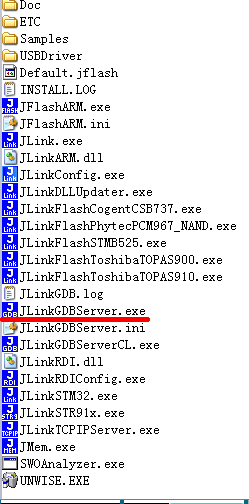 Doc
ETC
Samples
USBDriver
Default.jflash
INSTALL.LOG
JFlashARM.exe
JFlashARM.ini
JLink.exe
JLinkARM.dll
JLinkConfig.exe
JLinkDLLUpdater.exe
JLinkFlashCogentCSB737.exe
JLinkFlashPhytecPCM967_NAND.exe
JLinkFlashSTMB525.exe
JLinkFlashToshibaTOPAS900.exe
JLinkFlashToshibaTOPAS910.exe
JLinkGDB.log
JLinkGDBServer.exe
JLinkGDBServer.ini
JLinkGDBServerCL.exe
JLinkRDI.dll
JLinkRDIConfig.exe
JLinkSTM32.exe
JLinkSTR91x.exe
JLinkTCPIPServer.exe
JMem.exe
SWOAnalyzer.exe
UNWISE.EXE